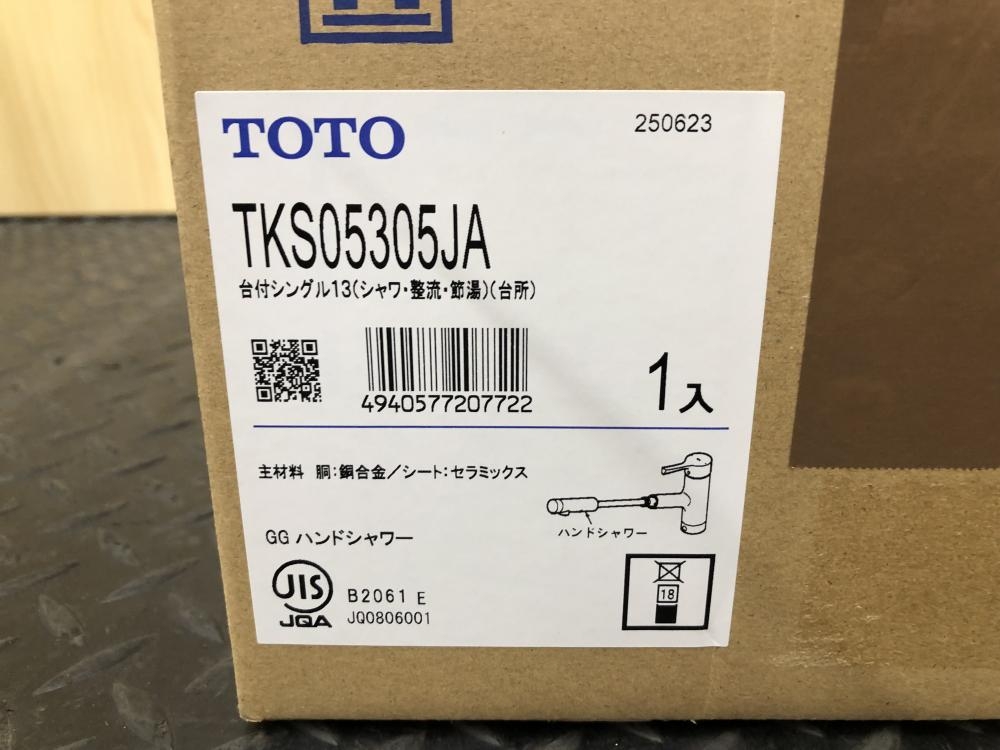 TOTO
250623
TKS05305JA
台付シングル13(シャワ・整流・節湯)(台所)
4940577207722
1入
主材料 胴:銅合金/シート:セラミックス
ハンドシャワー
GG ハンドシャワー
JIS
JQA
B2061 E
JQ0806001
18